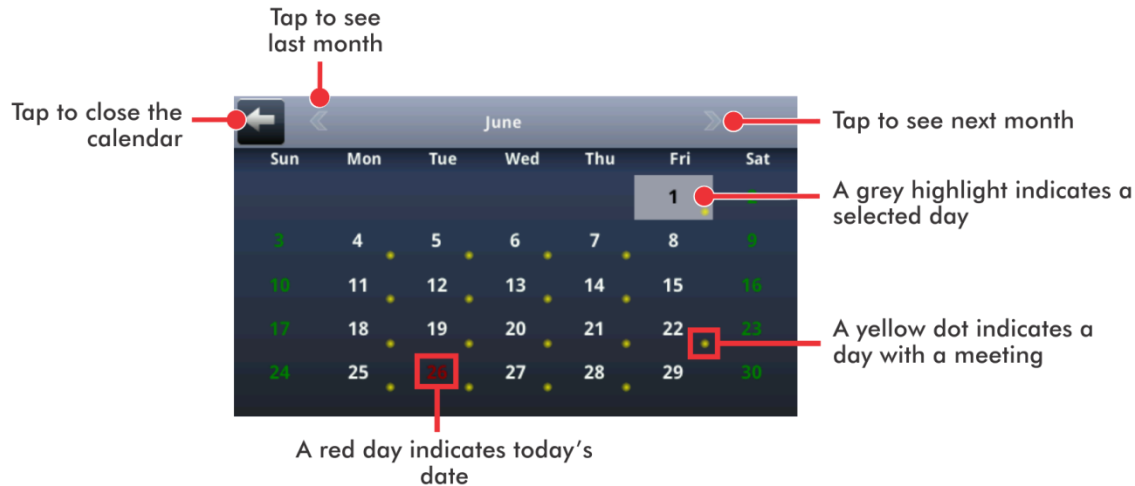 Tap to see
last month
Tap to close the
calendar
June
Tap to see next month
Sun Mon Tue Wed Thu Fri Sat
1 2
A grey highlight indicates a
selected day
3 4 5 6 7 8 9
10 11 12 13 14 15 16
17 18 19 20 21 22 23
A yellow dot indicates a
day with a meeting
24 25 26 27 28 29 30
A red day indicates today's
date